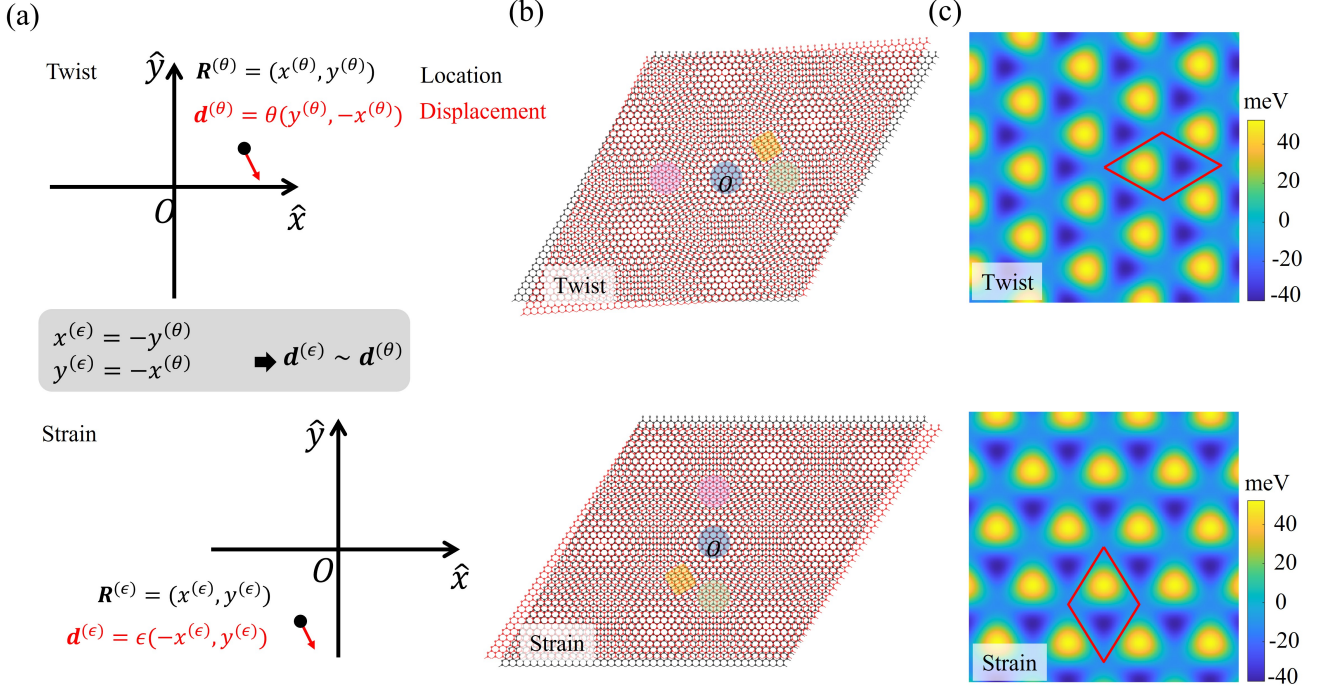 (a)
Twist
ŷ
𝑹^(θ) = (x^(θ), y^(θ))
Location
𝒅^(θ) = θ(y^(θ), −x^(θ))
Displacement
O
x̂
x^(ϵ) = −y^(θ)
y^(ϵ) = −x^(θ)
𝒅^(ϵ) ~ 𝒅^(θ)
Strain
ŷ
O
x̂
𝑹^(ϵ) = (x^(ϵ), y^(ϵ))
𝒅^(ϵ) = ϵ(−x^(ϵ), y^(ϵ))
(b)
O
Twist
O
Strain
(c)
Twist
meV
40
20
0
-20
-40
Strain
meV
40
20
0
-20
-40